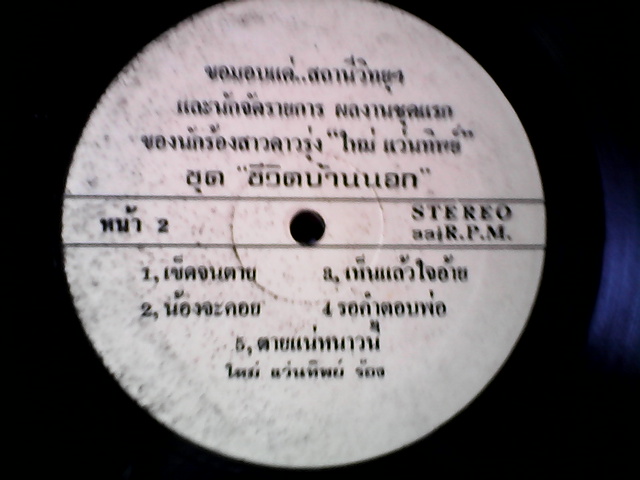 ขอมอบแด่..สถานีวิทยุฯ
และนักจัดรายการ ผลงานชุดแรก
ของนักร้องสาวดาวรุ่ง "ใหม่ แว่นทิพย์"
ชุด "ชีวิตบ้านนอก"
หน้า 2
STEREO
R.P.M.
1, เข็ดจนตาย
3, เห็นแล้วใจอ้าย
2, น้องจะคอย
4 รอคำตอบพ่อ
5, ตายแน่หนาวนี้
ใหม่ แว่นทิพย์ ร้อง